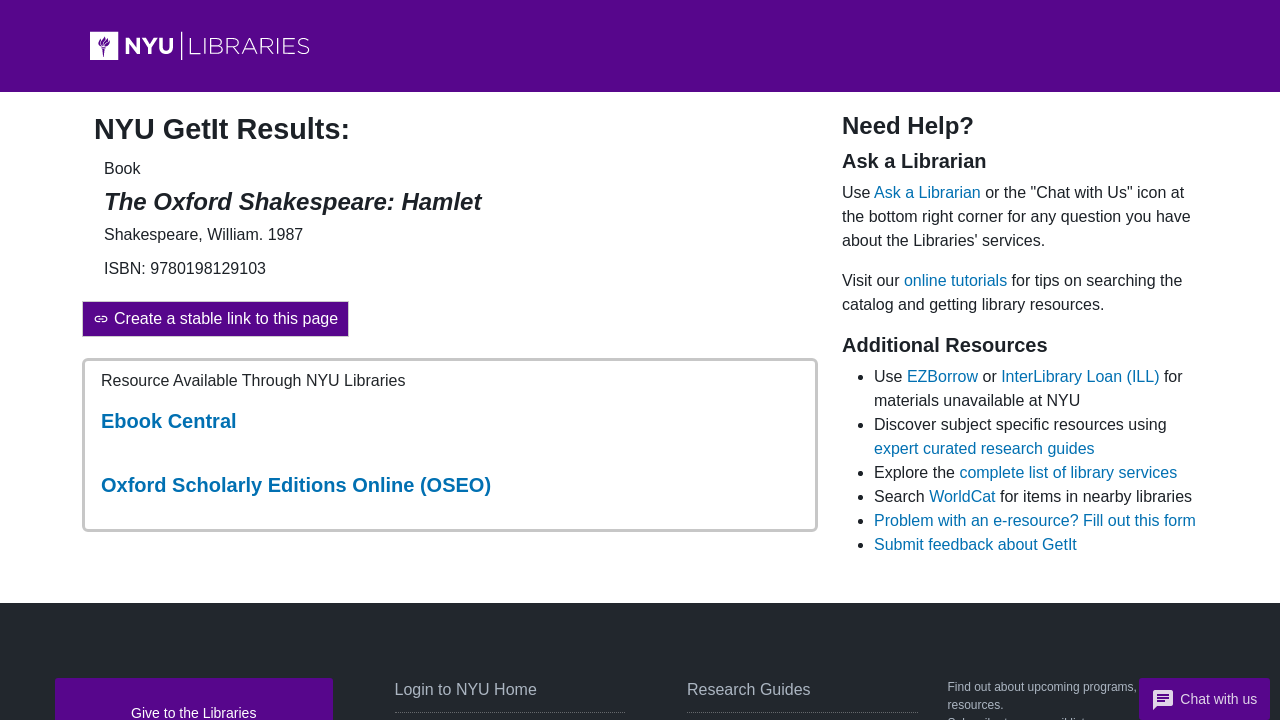 NYU LIBRARIES
NYU GetIt Results:
Book
The Oxford Shakespeare: Hamlet
Shakespeare, William. 1987
ISBN: 9780198129103
Create a stable link to this page
Resource Available Through NYU Libraries
Ebook Central
Oxford Scholarly Editions Online (OSEO)
Need Help?
Ask a Librarian
Use Ask a Librarian or the "Chat with Us" icon at
the bottom right corner for any question you have
about the Libraries' services.
Visit our online tutorials for tips on searching the
catalog and getting library resources.
Additional Resources
Use EZBorrow or InterLibrary Loan (ILL) for
materials unavailable at NYU
Discover subject specific resources using
expert curated research guides
Explore the complete list of library services
Search WorldCat for items in nearby libraries
Problem with an e-resource? Fill out this form
Submit feedback about GetIt
Give to the Libraries
Login to NYU Home
Research Guides
Find out about upcoming programs,
resources.
Chat with us